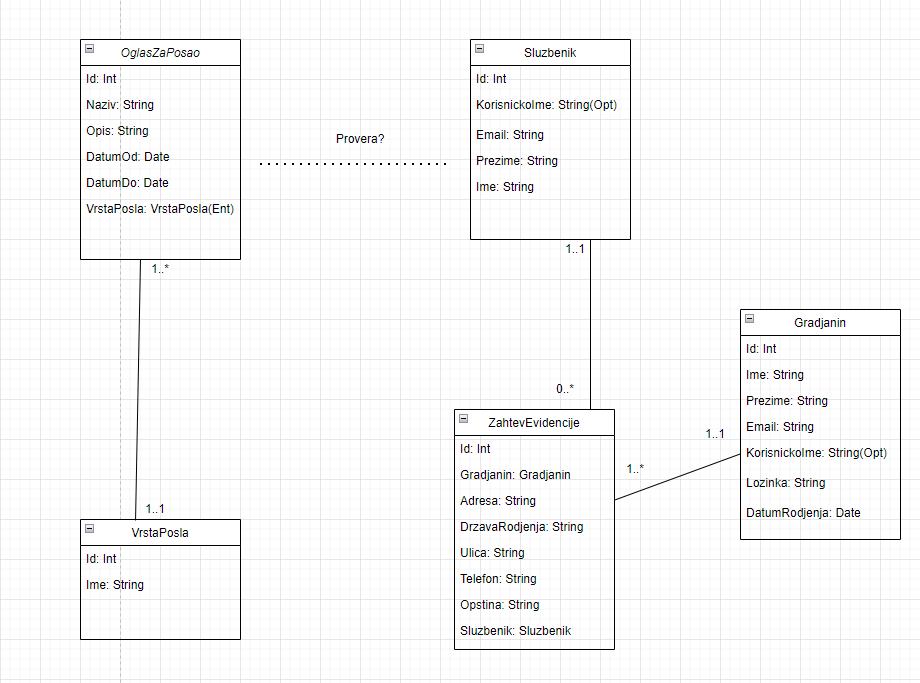 OglasZaPosao
Id: Int
Naziv: String
Opis: String
DatumOd: Date
DatumDo: Date
VrstaPosla: VrstaPosla(Ent)
1..*
Provera?
Sluzbenik
Id: Int
KorisnickoIme: String(Opt)
Email: String
Prezime: String
Ime: String
1..1
0..*
Gradjanin
Id: Int
Ime: String
Prezime: String
Email: String
KorisnickoIme: String(Opt)
Lozinka: String
DatumRodjenja: Date
1..1
1..*
ZahtevEvidencije
Id: Int
Gradjanin: Gradjanin
Adresa: String
DrzavaRodjenja: String
Ulica: String
Telefon: String
Opstina: String
Sluzbenik: Sluzbenik
1..1
VrstaPosla
Id: Int
Ime: String